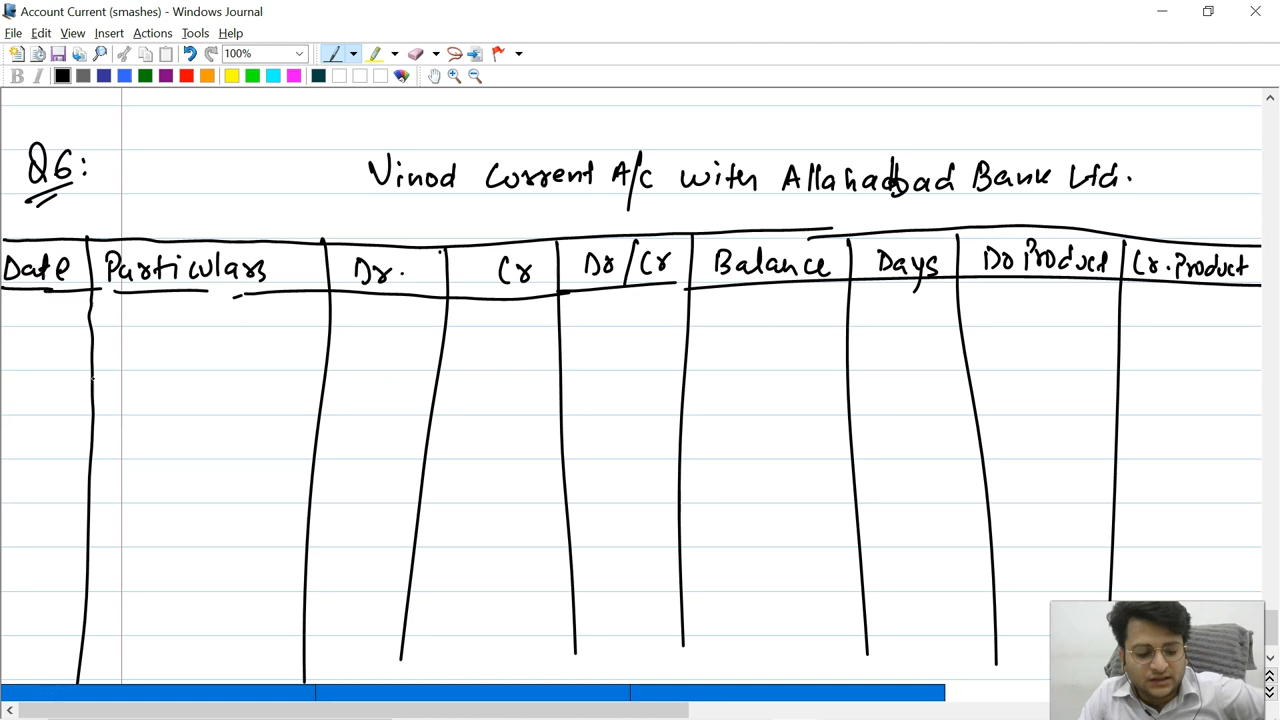 Account Current (smashes) - Windows Journal
File Edit View Insert Actions Tools Help
100%
B I
Q6: Vinod Current A/c with Allahadbad Bank Ltd.
Date Particulars Dr. Cr Dr/Cr Balance Days Dr Product Cr. Product